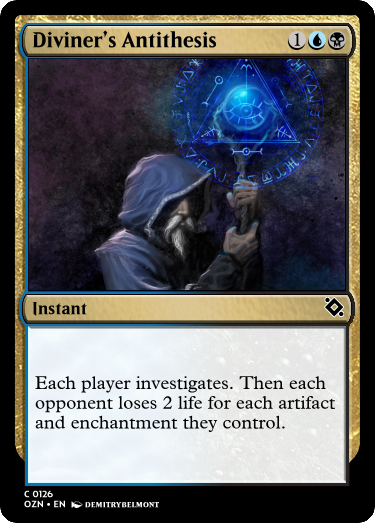 Diviner's Antithesis 1
Instant
Each player investigates. Then each
opponent loses 2 life for each artifact
and enchantment they control.
C 0126
OZN • EN DEMITRYBELMONT